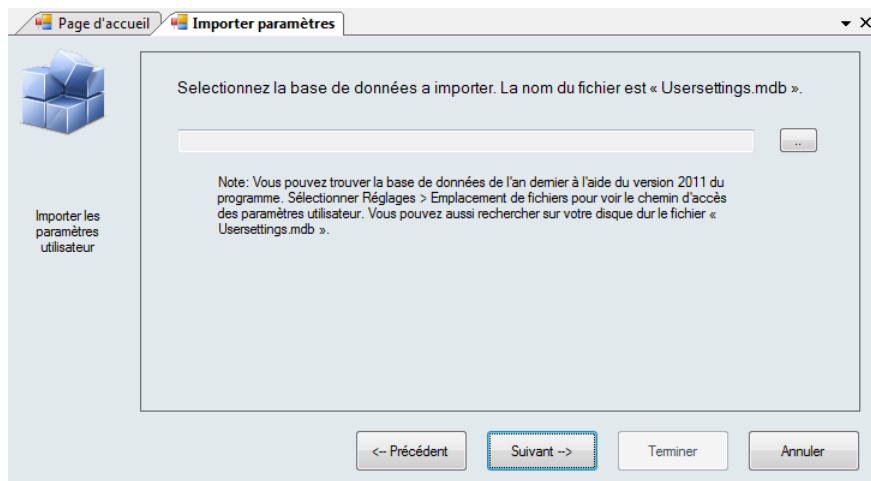 Page d'accueil
Importer paramètres
Selectionnez la base de données a importer. La nom du fichier est « Usersettings.mdb ».
..
Note: Vous pouvez trouver la base de données de l'an dernier à l'aide du version 2011 du
programme. Sélectionner Réglages > Emplacement de fichiers pour voir le chemin d'accès
des paramètres utilisateur. Vous pouvez aussi rechercher sur votre disque dur le fichier «
Usersettings.mdb ».
Importer les
paramètres
utilisateur
<-- Précédent
Suivant -->
Terminer
Annuler